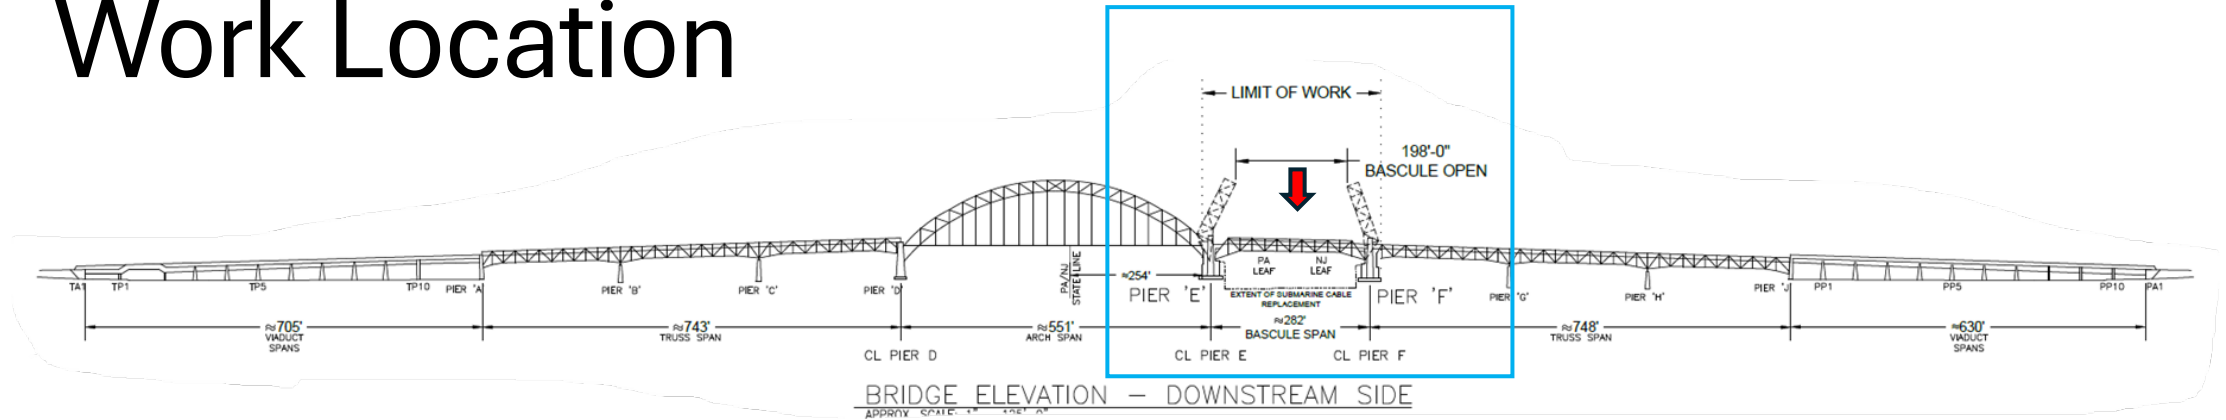 Work Location
LIMIT OF WORK
198'-0"
BASCULE OPEN
PA
LEAF
NJ
LEAF
PA/NJ
STATE LINE
≈254'
TA1
TP1
TP5
TP10
PIER 'A'
PIER 'B'
PIER 'C'
PIER 'D'
PIER 'E'
EXTENT OF SUBMARINE CABLE
REPLACEMENT
PIER 'F'
PIER 'G'
PIER 'H'
PIER 'J'
PP1
PP5
PP10
PA1
≈705'
VIADUCT
SPANS
≈743'
TRUSS SPAN
≈551'
ARCH SPAN
≈282'
BASCULE SPAN
≈748'
TRUSS SPAN
≈630'
VIADUCT
SPANS
CL PIER D
CL PIER E
CL PIER F
BRIDGE ELEVATION – DOWNSTREAM SIDE
APPROX SCALE: 1"